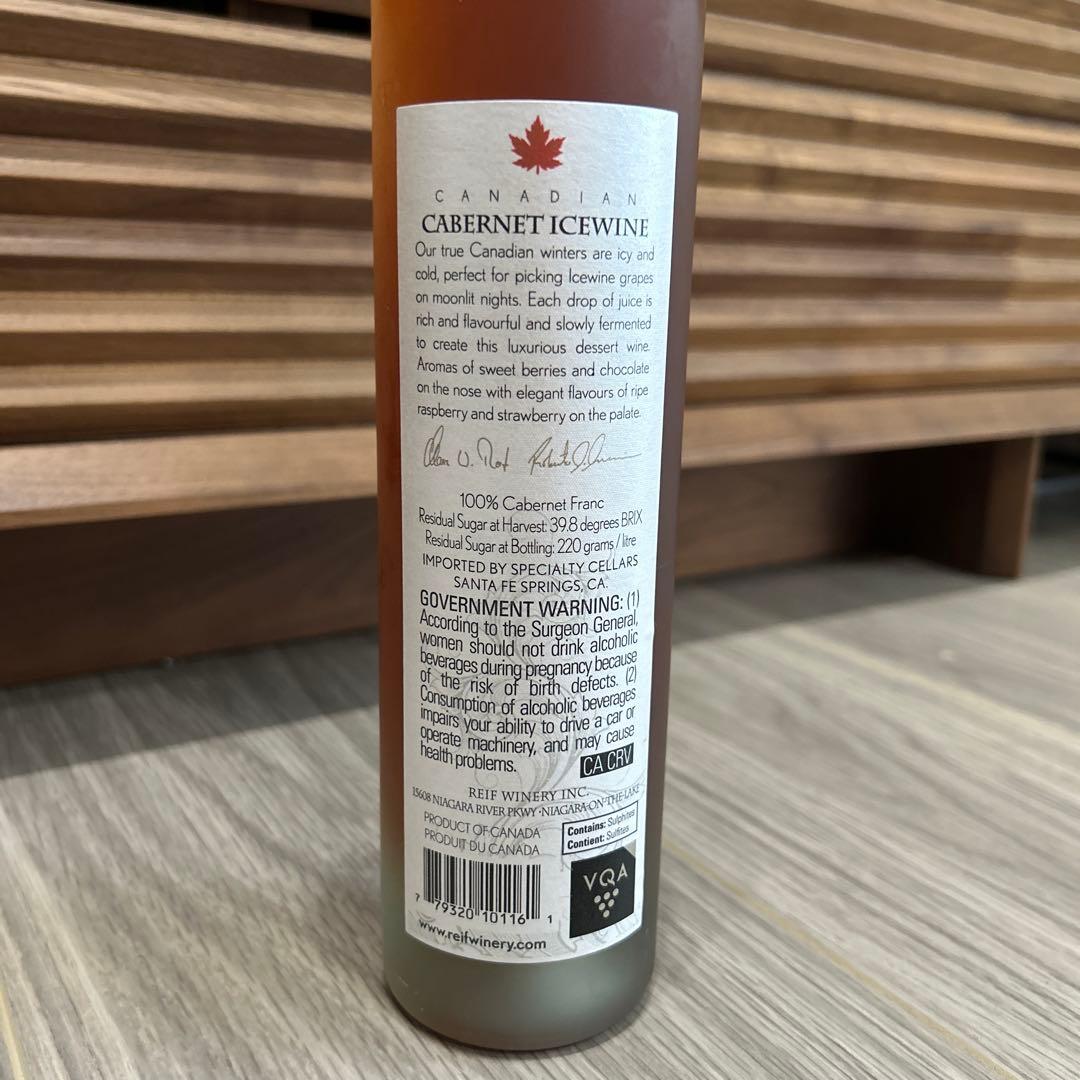 CANADIAN
CABERNET ICEWINE
Our true Canadian winters are icy and
cold, perfect for picking Icewine grapes
on moonlit nights. Each drop of juice is
rich and flavourful and slowly fermented
to create this luxurious dessert wine.
Aromas of sweet berries and chocolate
on the nose with elegant flavours of ripe
raspberry and strawberry on the palate.
100% Cabernet Franc
Residual Sugar at Harvest: 39.8 degrees BRIX
Residual Sugar at Bottling: 220 grams / litre
IMPORTED BY SPECIALTY CELLARS
SANTA FE SPRINGS, CA.
GOVERNMENT WARNING: (1)
According to the Surgeon General,
women should not drink alcoholic
beverages during pregnancy because
of the risk of birth defects. (2)
Consumption of alcoholic beverages
impairs your ability to drive a car or
operate machinery, and may cause
health problems.
CA CRV
REIF WINERY INC.
15608 NIAGARA RIVER PKWY • NIAGARA-ON-THE-LAKE
PRODUCT OF CANADA
PRODUIT DU CANADA
Contains: Sulphites
Contient: Sulfites
VQA
7 79320 10116 1
www.reifwinery.com